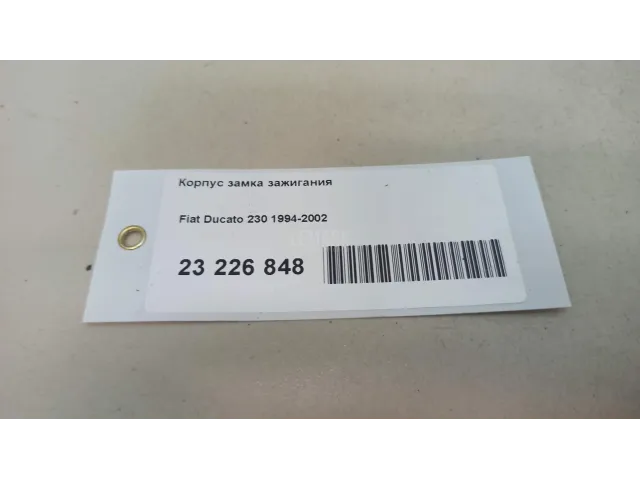 Корпус замка зажигания
Fiat Ducato 230 1994-2002
23 226 848